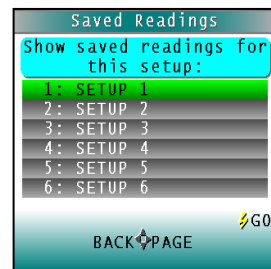 Saved Readings
Show saved readings for
this setup:
1: SETUP 1
2: SETUP 2
3: SETUP 3
4: SETUP 4
5: SETUP 5
6: SETUP 6
GO
BACK PAGE